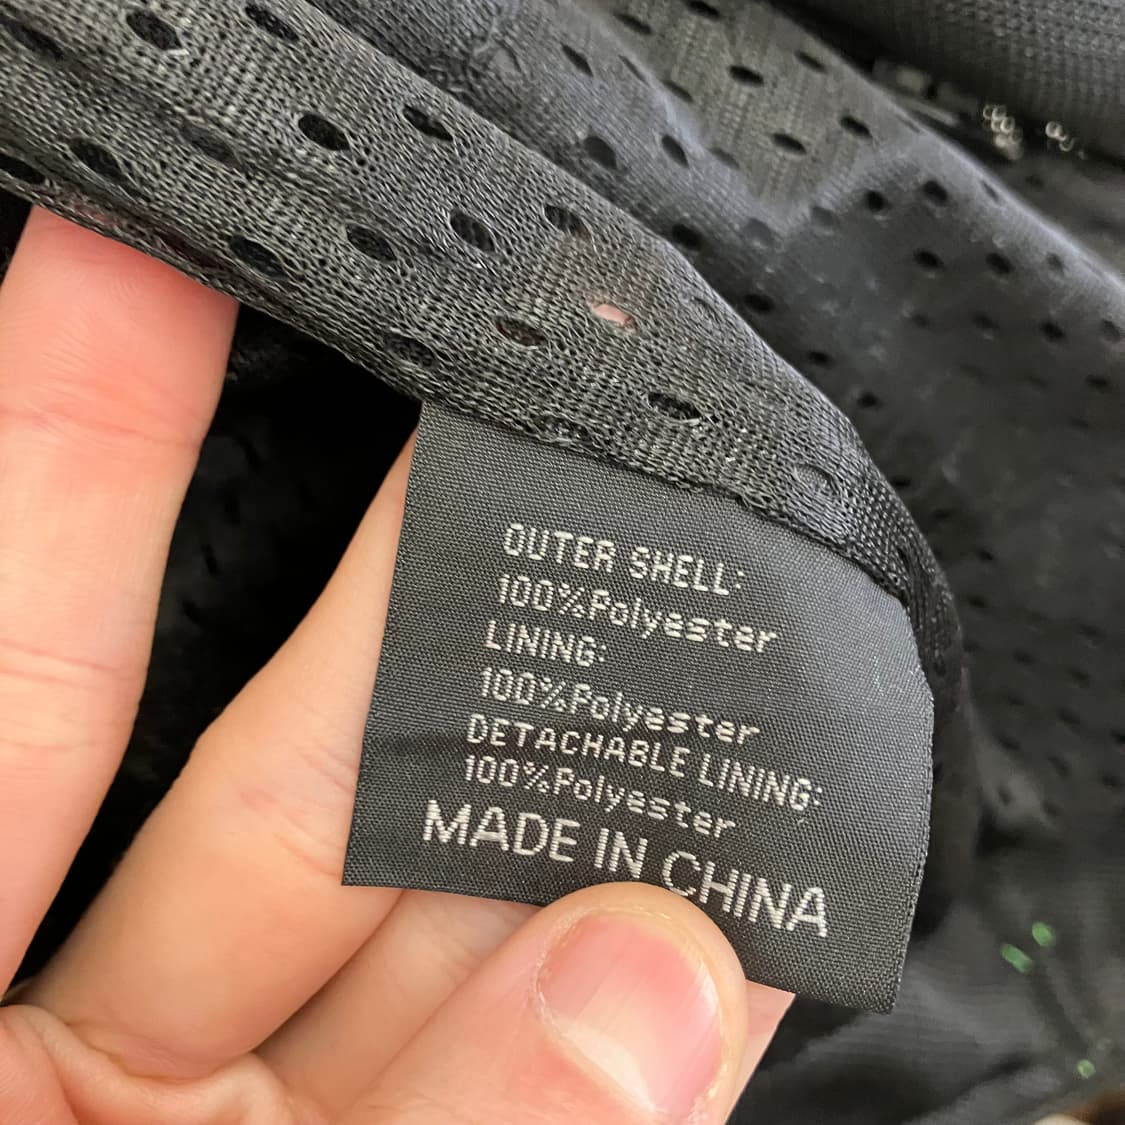 OUTER SHELL:
100%Polyester
LINING:
100%Polyester
DETACHABLE LINING:
100%Polyester
MADE IN CHINA